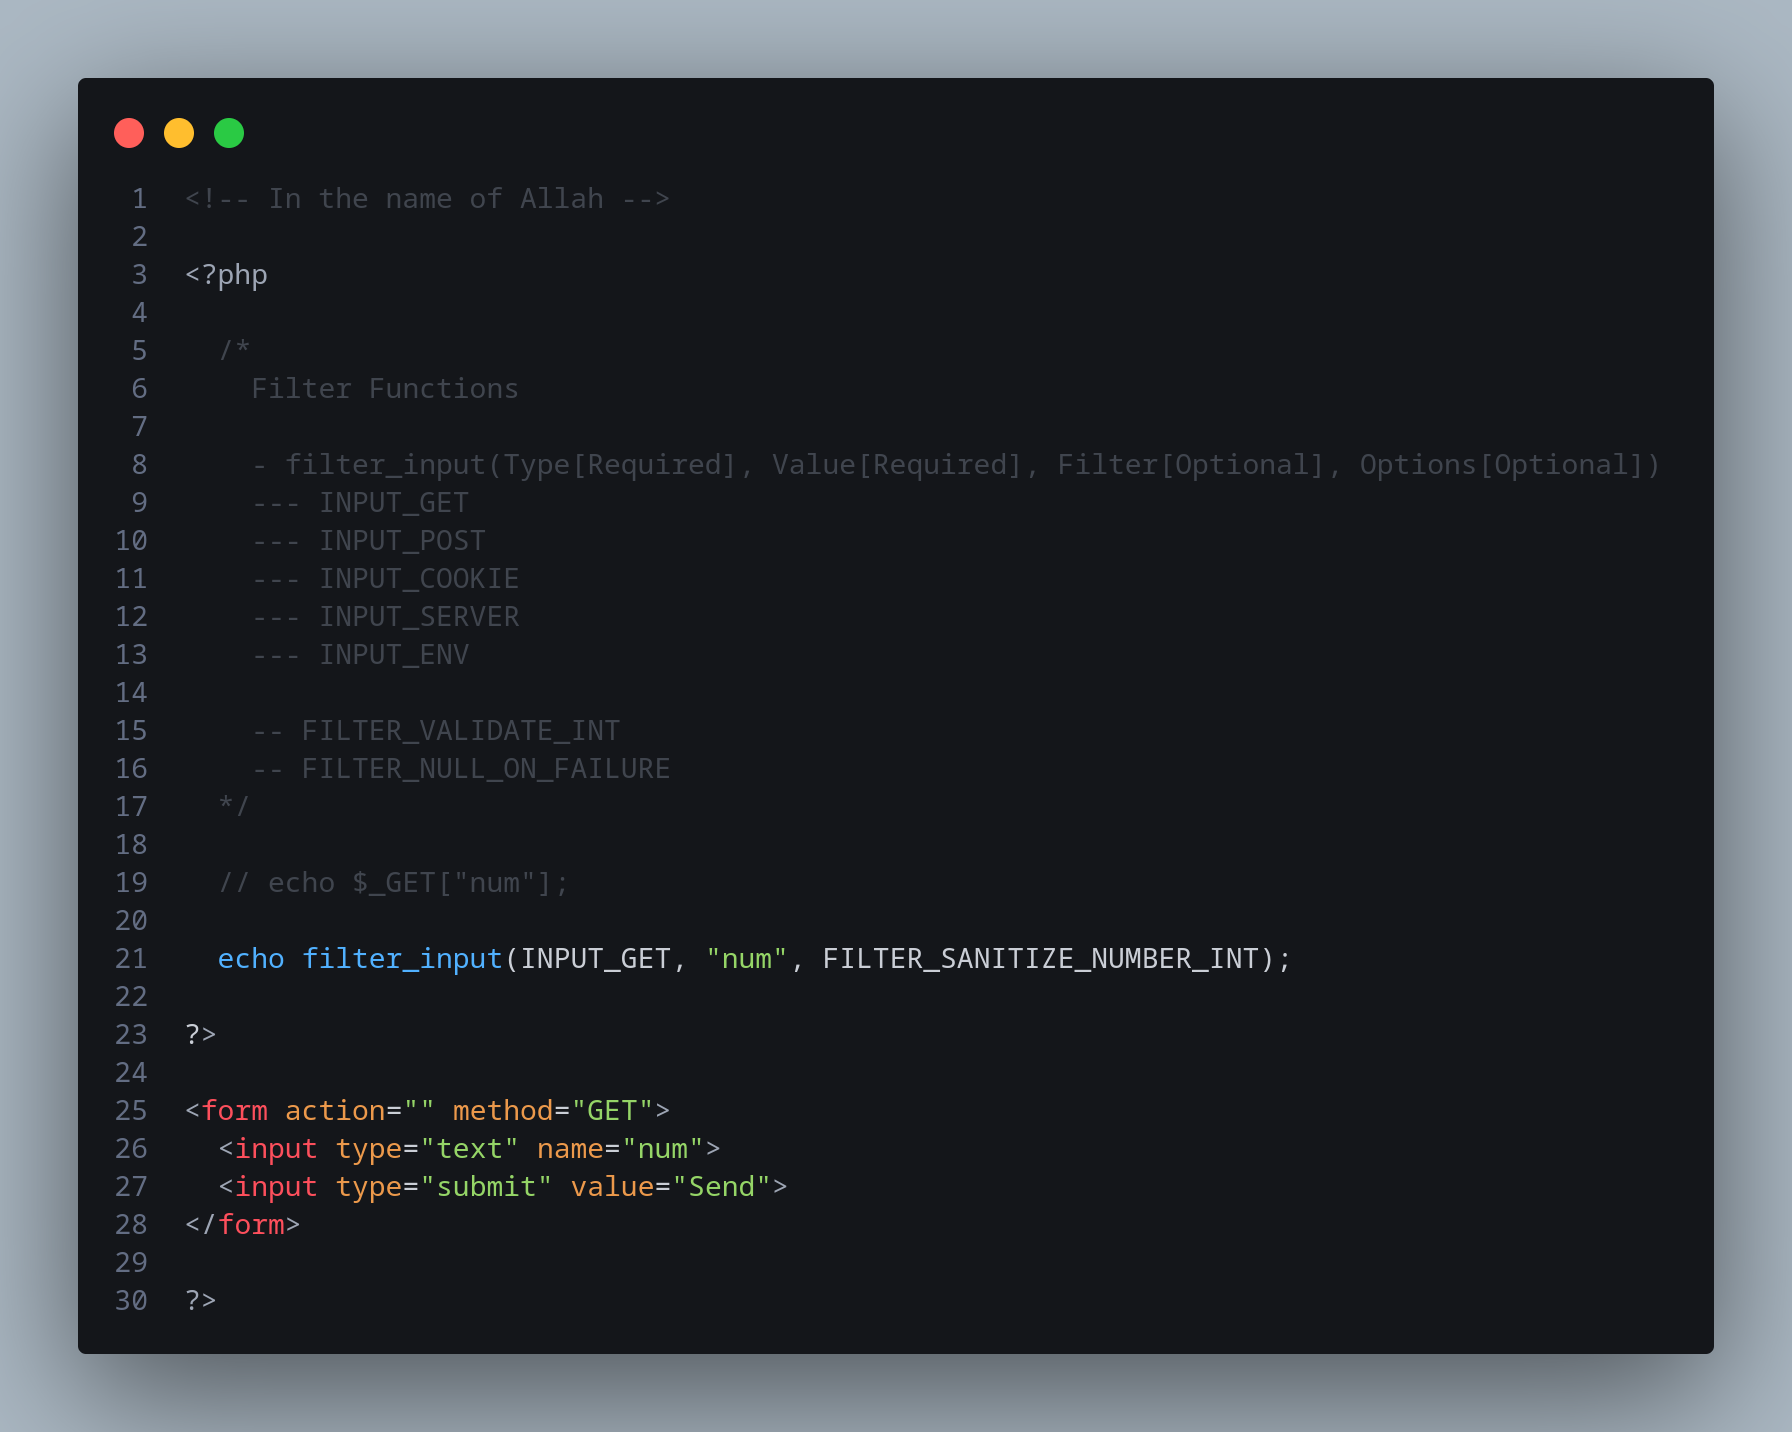 1 <!-- In the name of Allah -->
2
3 <?php
4
5   /*
6     Filter Functions
7
8     - filter_input(Type[Required], Value[Required], Filter[Optional], Options[Optional])
9     --- INPUT_GET
10     --- INPUT_POST
11     --- INPUT_COOKIE
12     --- INPUT_SERVER
13     --- INPUT_ENV
14
15     -- FILTER_VALIDATE_INT
16     -- FILTER_NULL_ON_FAILURE
17   */
18
19   // echo $_GET["num"];
20
21   echo filter_input(INPUT_GET, "num", FILTER_SANITIZE_NUMBER_INT);
22
23 ?>
24
25 <form action="" method="GET">
26   <input type="text" name="num">
27   <input type="submit" value="Send">
28 </form>
29
30 ?>